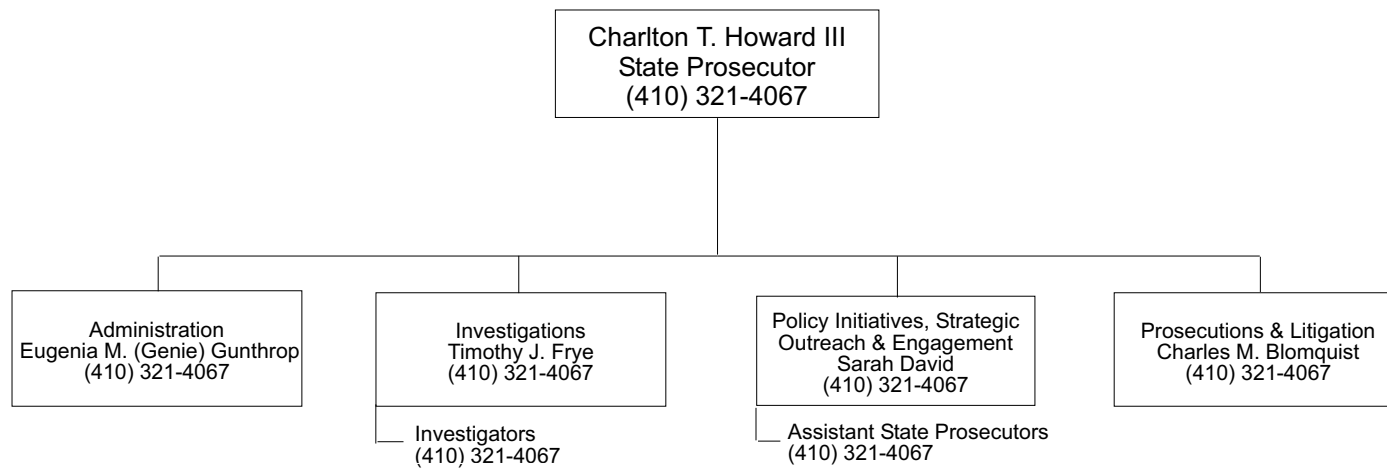 Charlton T. Howard III
State Prosecutor
(410) 321-4067
Administration
Eugenia M. (Genie) Gunthrop
(410) 321-4067
Investigations
Timothy J. Frye
(410) 321-4067
Investigators
(410) 321-4067
Policy Initiatives, Strategic
Outreach & Engagement
Sarah David
(410) 321-4067
Assistant State Prosecutors
(410) 321-4067
Prosecutions & Litigation
Charles M. Blomquist
(410) 321-4067